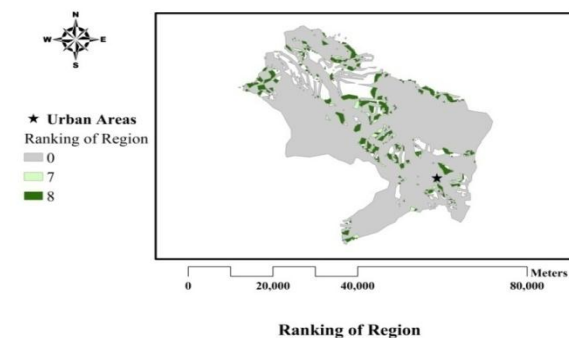 N
W E
S
★ Urban Areas
Ranking of Region
0
7
8
Meters
0 20,000 40,000 80,000
Ranking of Region